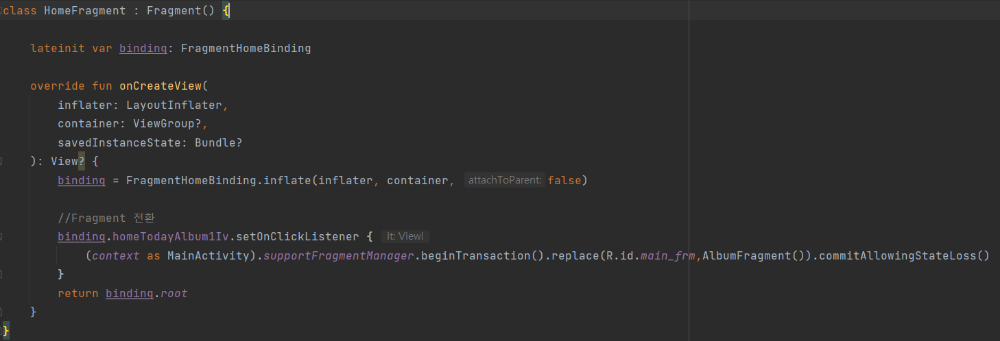 class HomeFragment : Fragment() {
lateinit var binding: FragmentHomeBinding
override fun onCreateView(
inflater: LayoutInflater,
container: ViewGroup?,
savedInstanceState: Bundle?
): View? {
binding = FragmentHomeBinding.inflate(inflater, container, attachToParent: false)
//Fragment 전환
binding.homeTodayAlbum1Iv.setOnClickListener { it: View!
(context as MainActivity).supportFragmentManager.beginTransaction().replace(R.id.main_frm,AlbumFragment()).commitAllowingStateLoss()
}
return binding.root
}
}